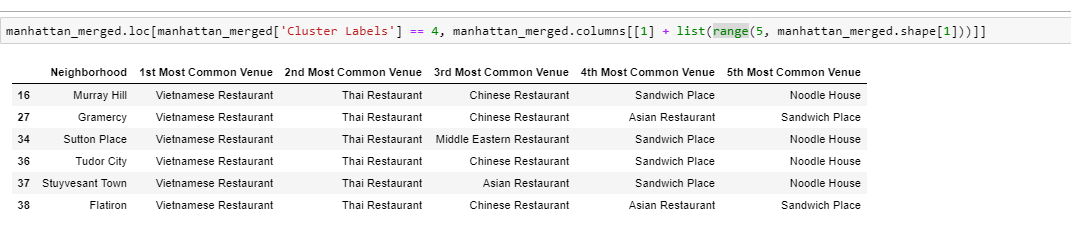 manhattan_merged.loc[manhattan_merged['Cluster Labels'] == 4, manhattan_merged.columns[[1] + list(range(5, manhattan_merged.shape[1]))]]
Neighborhood 1st Most Common Venue 2nd Most Common Venue 3rd Most Common Venue 4th Most Common Venue 5th Most Common Venue
16 Murray Hill Vietnamese Restaurant Thai Restaurant Chinese Restaurant Sandwich Place Noodle House
27 Gramercy Vietnamese Restaurant Thai Restaurant Chinese Restaurant Asian Restaurant Sandwich Place
34 Sutton Place Vietnamese Restaurant Thai Restaurant Middle Eastern Restaurant Sandwich Place Noodle House
36 Tudor City Vietnamese Restaurant Thai Restaurant Chinese Restaurant Sandwich Place Noodle House
37 Stuyvesant Town Vietnamese Restaurant Thai Restaurant Asian Restaurant Sandwich Place Noodle House
38 Flatiron Vietnamese Restaurant Thai Restaurant Chinese Restaurant Asian Restaurant Sandwich Place